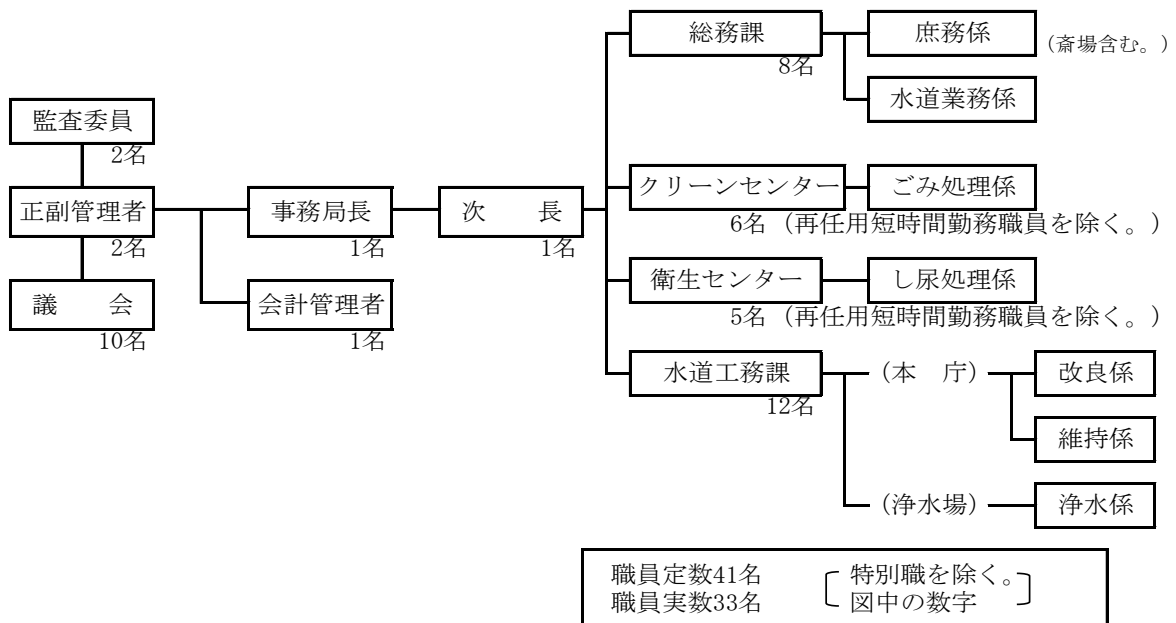 総務課
8名
庶務係
(斎場含む。)
水道業務係
監査委員
2名
正副管理者
2名
議　　会
10名
事務局長
1名
会計管理者
1名
次　　長
1名
クリーンセンター
ごみ処理係
6名（再任用短時間勤務職員を除く。）
衛生センター
し尿処理係
5名（再任用短時間勤務職員を除く。）
水道工務課
12名
（本　庁）
改良係
維持係
（浄水場）
浄水係
職員定数41名　特別職を除く。
職員実数33名　図中の数字